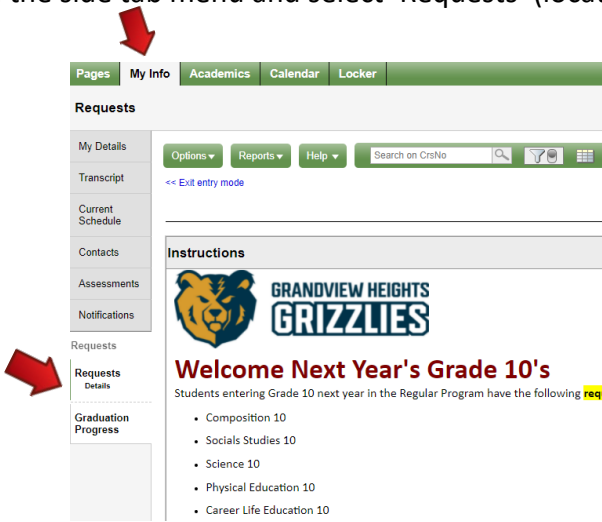 the side tab menu and select "Requests" (loca
Pages My Info Academics Calendar Locker
Requests
My Details
Transcript
Current
Schedule
Contacts
Assessments
Notifications
Requests
Requests
Details
Graduation
Progress
Options Reports Help Search on CrsNo
<< Exit entry mode
Instructions
GRANDVIEW HEIGHTS
GRIZZLIES
Welcome Next Year's Grade 10's
Students entering Grade 10 next year in the Regular Program have the following requ
• Composition 10
• Socials Studies 10
• Science 10
• Physical Education 10
• Career Life Education 10